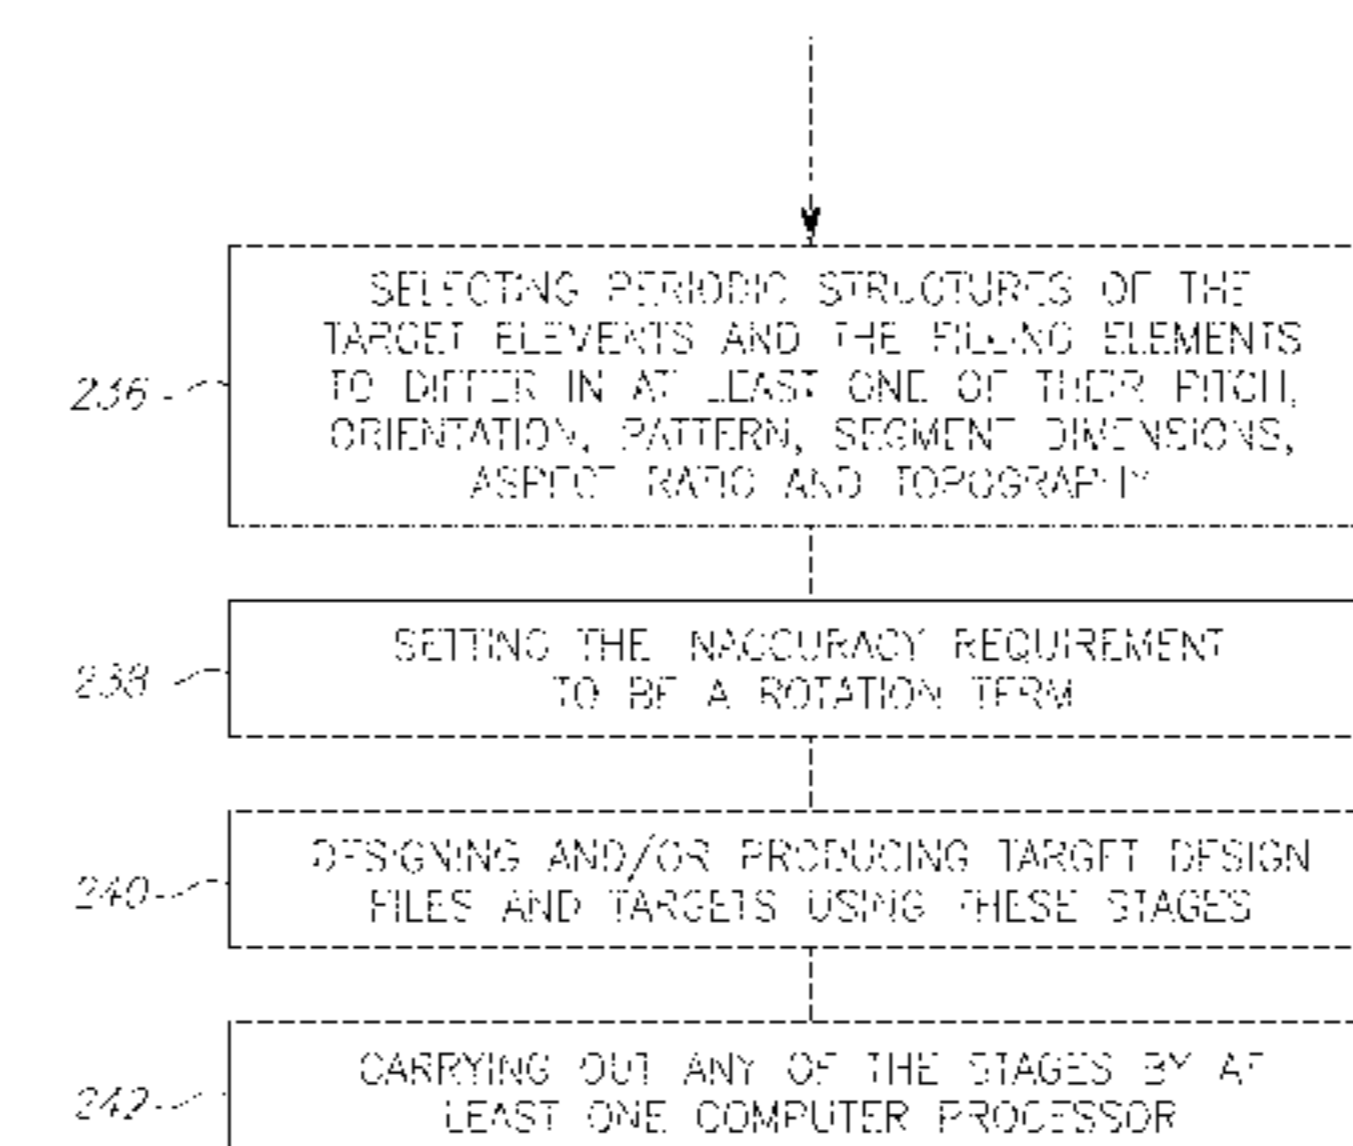 SELECTING PERIODIC STRUCTURES OF THE
TARGET ELEMENTS AND THE FILLING ELEMENTS
236
TO DIFFER IN AT LEAST ONE OF THEIR PITCH,
ORIENTATION, PATTERN, SEGMENT DIMENSIONS,
ASPECT RATIO AND TOPOGRAPHY
SETTING THE INACCURACY REQUIREMENT
238
TO BE A ROTATION TERM
DESIGNING AND/OR PRODUCING TARGET DESIGN
240
FILES AND TARGETS USING THESE STAGES
CARRYING OUT ANY OF THE STAGES BY AT
242
LEAST ONE COMPUTER PROCESSOR